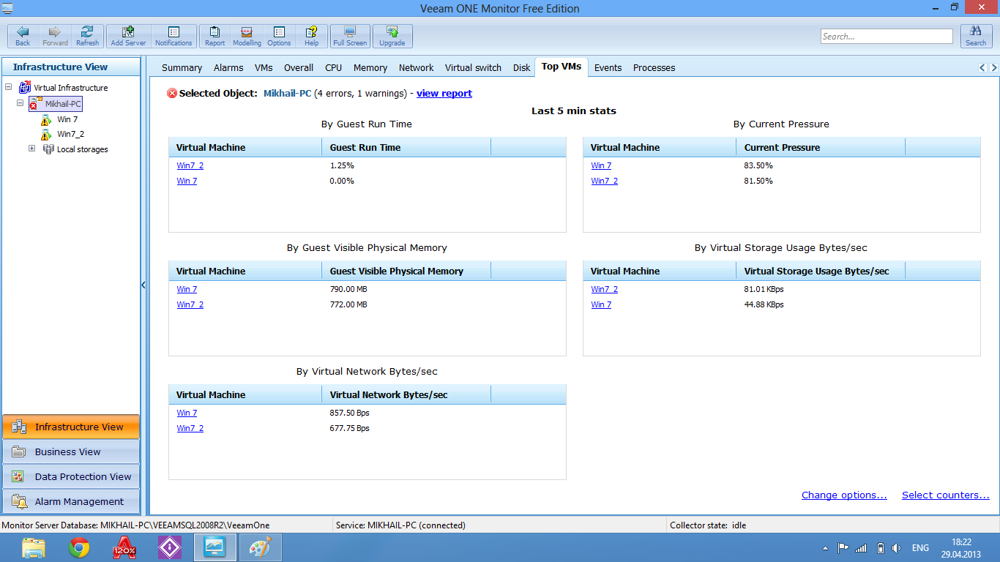 Veeam ONE Monitor Free Edition
Back Forward Refresh Add Server Notifications Report Modelling Options Help Full Screen Upgrade Search... Search
Infrastructure View
Summary Alarms VMs Overall CPU Memory Network Virtual switch Disk Top VMs Events Processes
Virtual Infrastructure
Mikhail-PC
Win 7
Win7_2
Local storages
Selected Object: Mikhail-PC (4 errors, 1 warnings) - view report
Last 5 min stats
By Guest Run Time
Virtual Machine Guest Run Time
Win7_2 1.25%
Win 7 0.00%
By Current Pressure
Virtual Machine Current Pressure
Win 7 83.50%
Win7_2 81.50%
By Guest Visible Physical Memory
Virtual Machine Guest Visible Physical Memory
Win 7 790.00 MB
Win7_2 772.00 MB
By Virtual Storage Usage Bytes/sec
Virtual Machine Virtual Storage Usage Bytes/sec
Win7_2 81.01 KBps
Win 7 44.88 KBps
By Virtual Network Bytes/sec
Virtual Machine Virtual Network Bytes/sec
Win 7 857.50 Bps
Win7_2 677.75 Bps
Infrastructure View
Business View
Data Protection View
Alarm Management
Change options... Select counters...
Monitor Server Database: MIKHAIL-PC\VEEAMSQL2008R2\VeeamOne Service: MIKHAIL-PC (connected) Collector state: idle
120%
ENG
18:22
29.04.2013